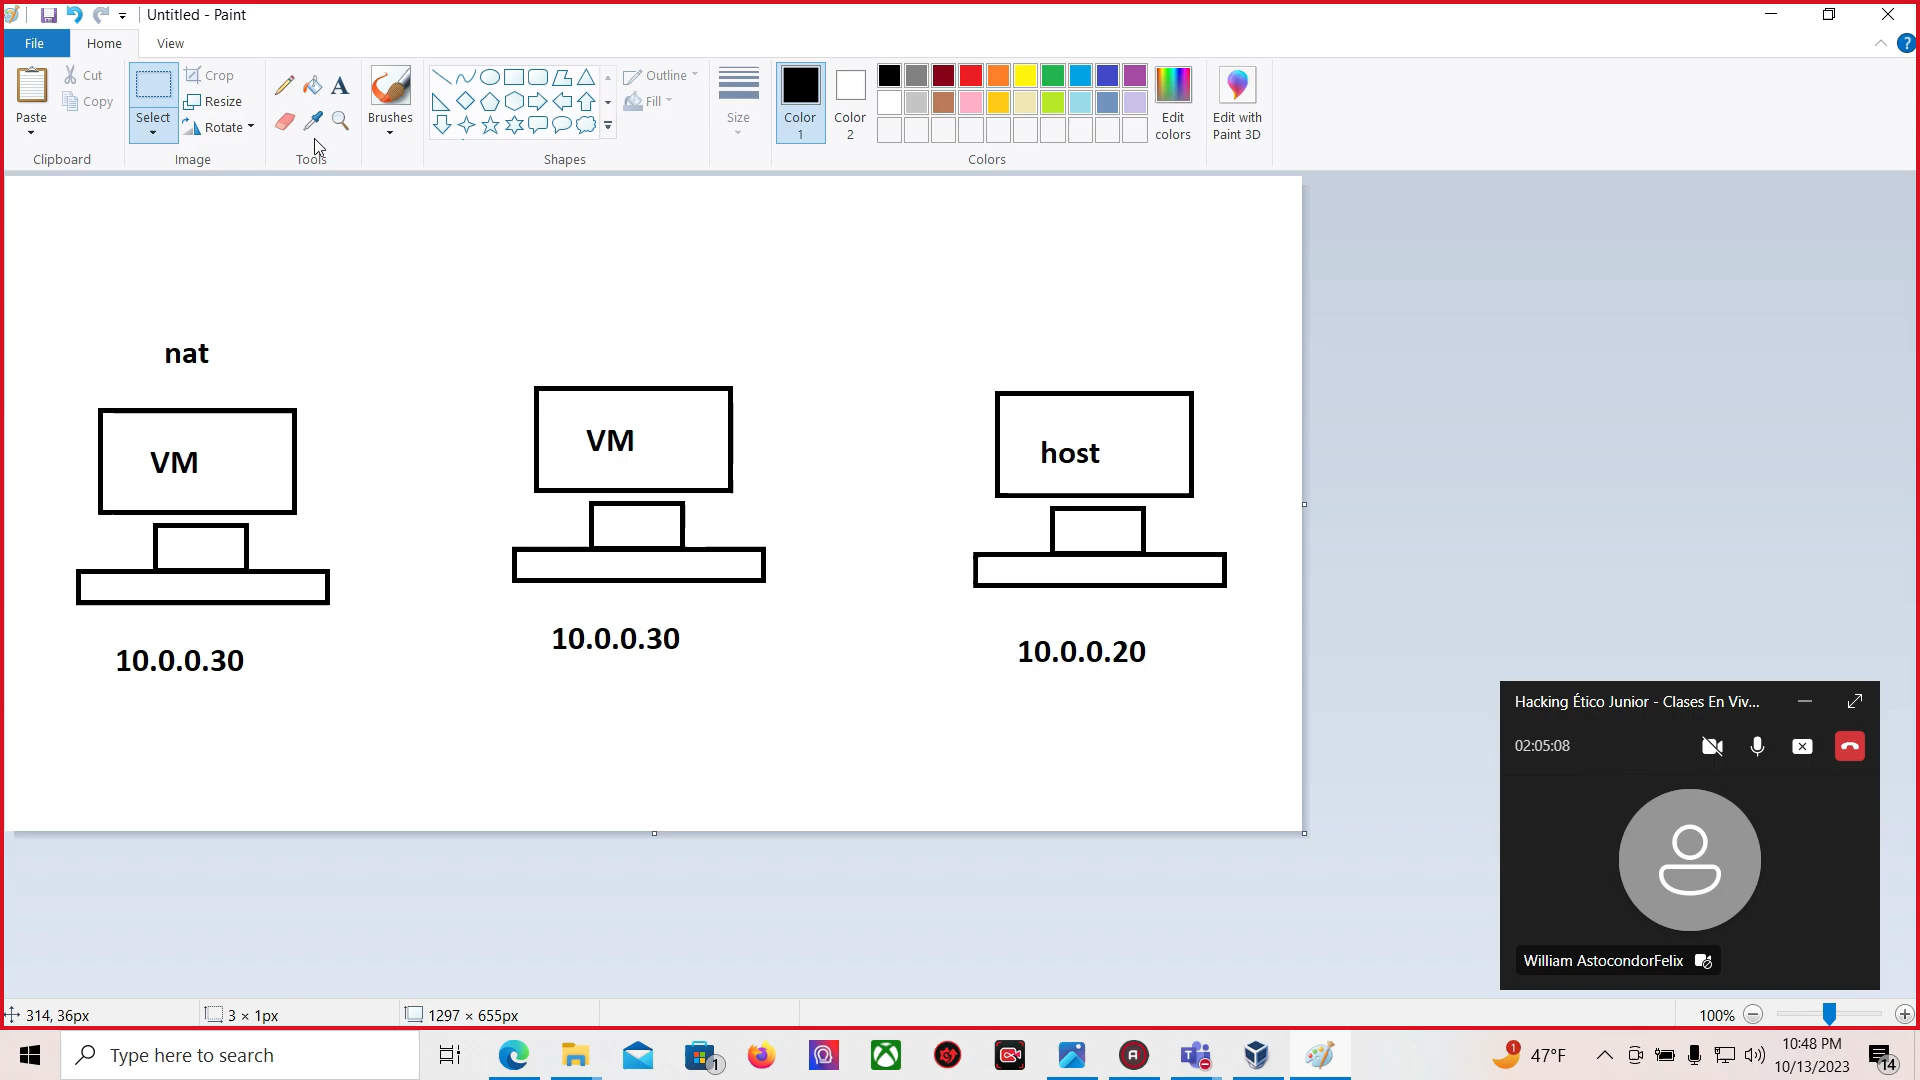 Untitled - Paint
File
Home
View
Paste
Cut
Copy
Clipboard
Select
Crop
Resize
Rotate
Image
A
Tools
Brushes
Shapes
Outline
Fill
Size
Color
1
Color
2
Edit
colors
Colors
Edit with
Paint 3D
?
nat
VM
VM
host
10.0.0.30
10.0.0.30
10.0.0.20
Hacking Ético Junior - Clases En Viv...
02:05:08
William AstocondorFelix
314, 36px
3 × 1px
1297 × 655px
100%
Type here to search
1
A
T
1
47°F
10:48 PM
10/13/2023
14